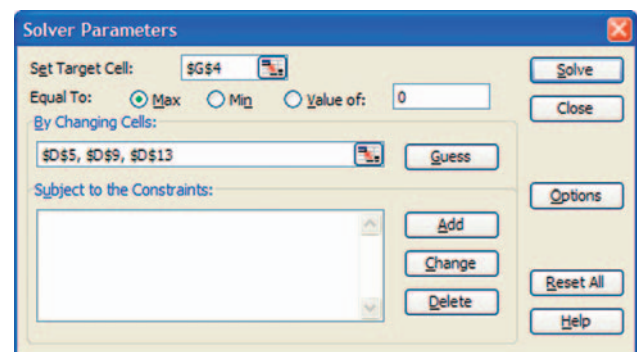 Solver Parameters
Set Target Cell: $G$4 Solve
Equal To: Max Min Value of: 0 Close
By Changing Cells:
$D$5, $D$9, $D$13 Guess
Subject to the Constraints: Options
Add
Change
Reset All
Delete
Help